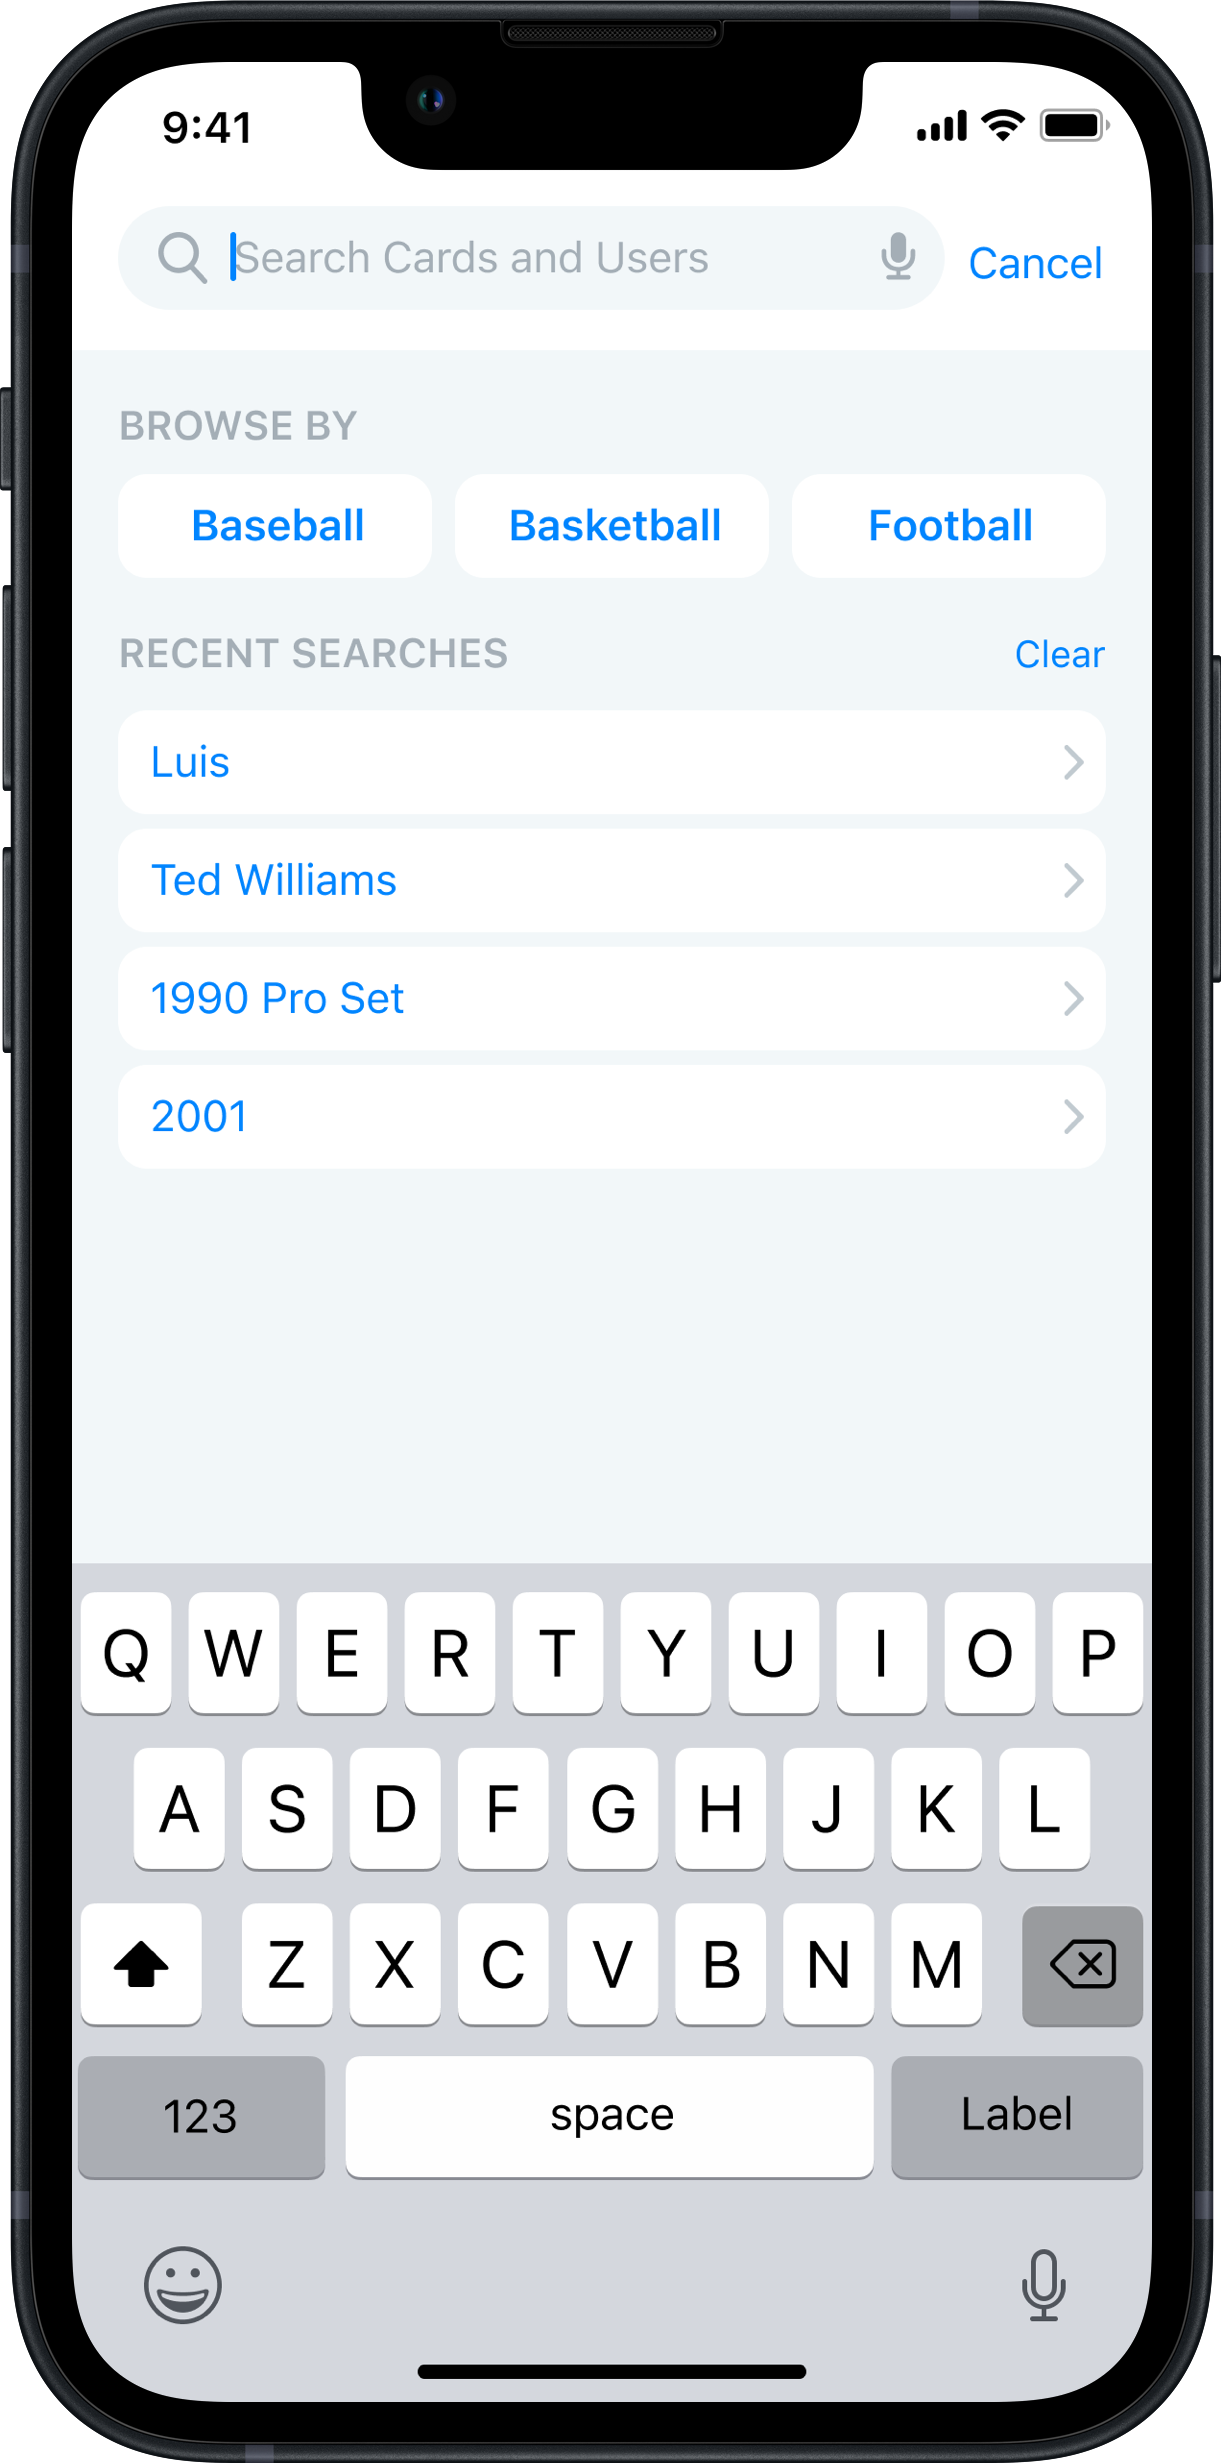 9:41
Search Cards and Users
Cancel
BROWSE BY
Baseball Basketball Football
RECENT SEARCHES Clear
Luis
Ted Williams
1990 Pro Set
2001
Q W E R T Y U I O P
A S D F G H J K L
Z X C V B N M
123 space Label